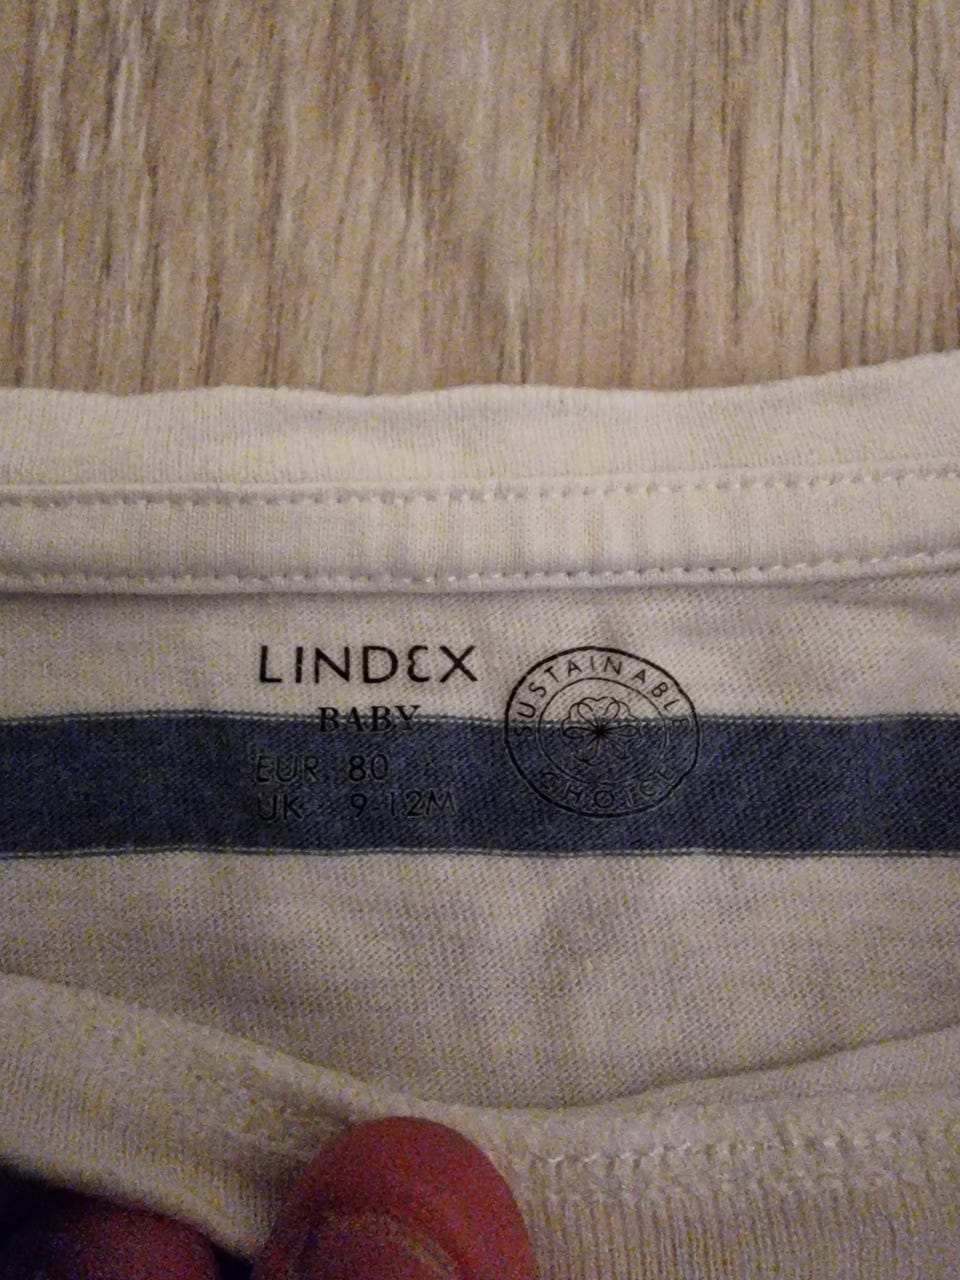 LINDEX
BABY
EUR 80
UK 9-12M
SUSTAINABLE
CHOICE